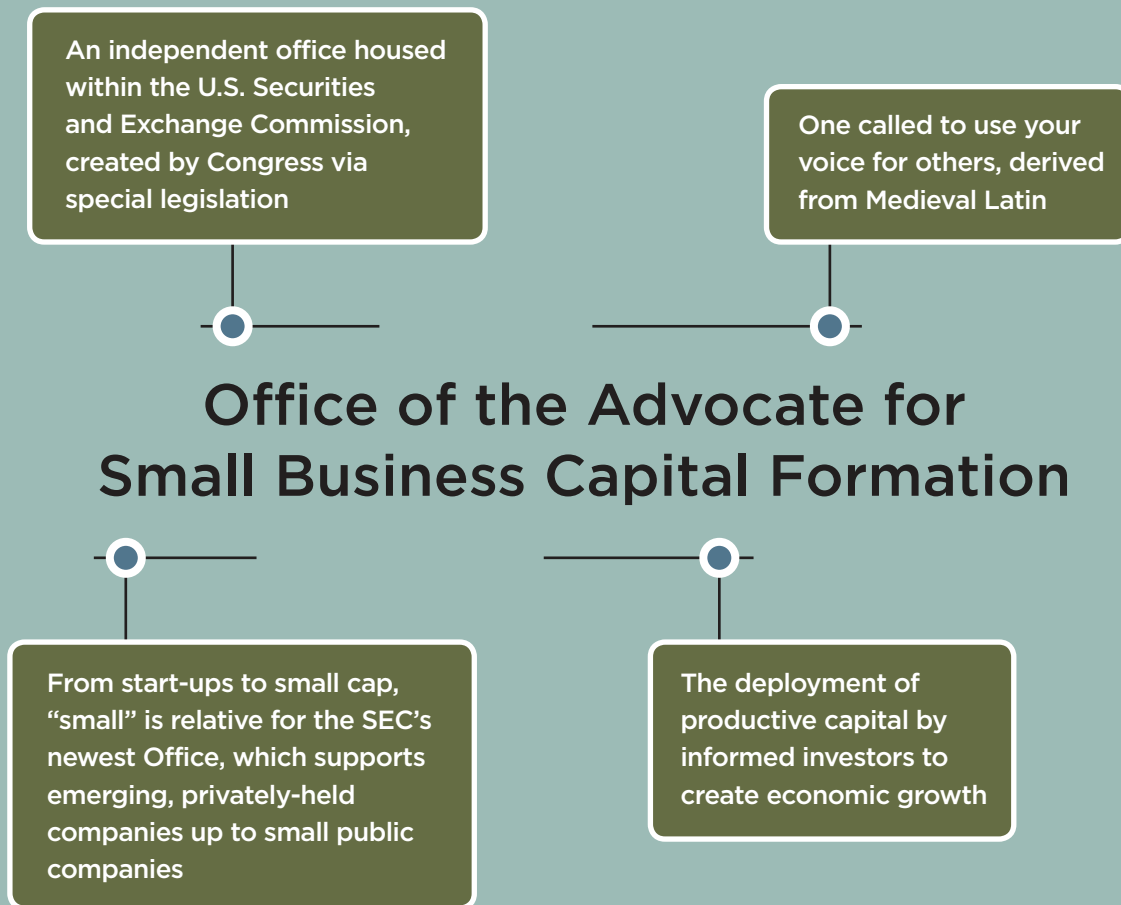 An independent office housed
within the U.S. Securities
and Exchange Commission,
created by Congress via
special legislation
One called to use your
voice for others, derived
from Medieval Latin
Office of the Advocate for
Small Business Capital Formation
From start-ups to small cap,
“small” is relative for the SEC’s
newest Office, which supports
emerging, privately-held
companies up to small public
companies
The deployment of
productive capital by
informed investors to
create economic growth